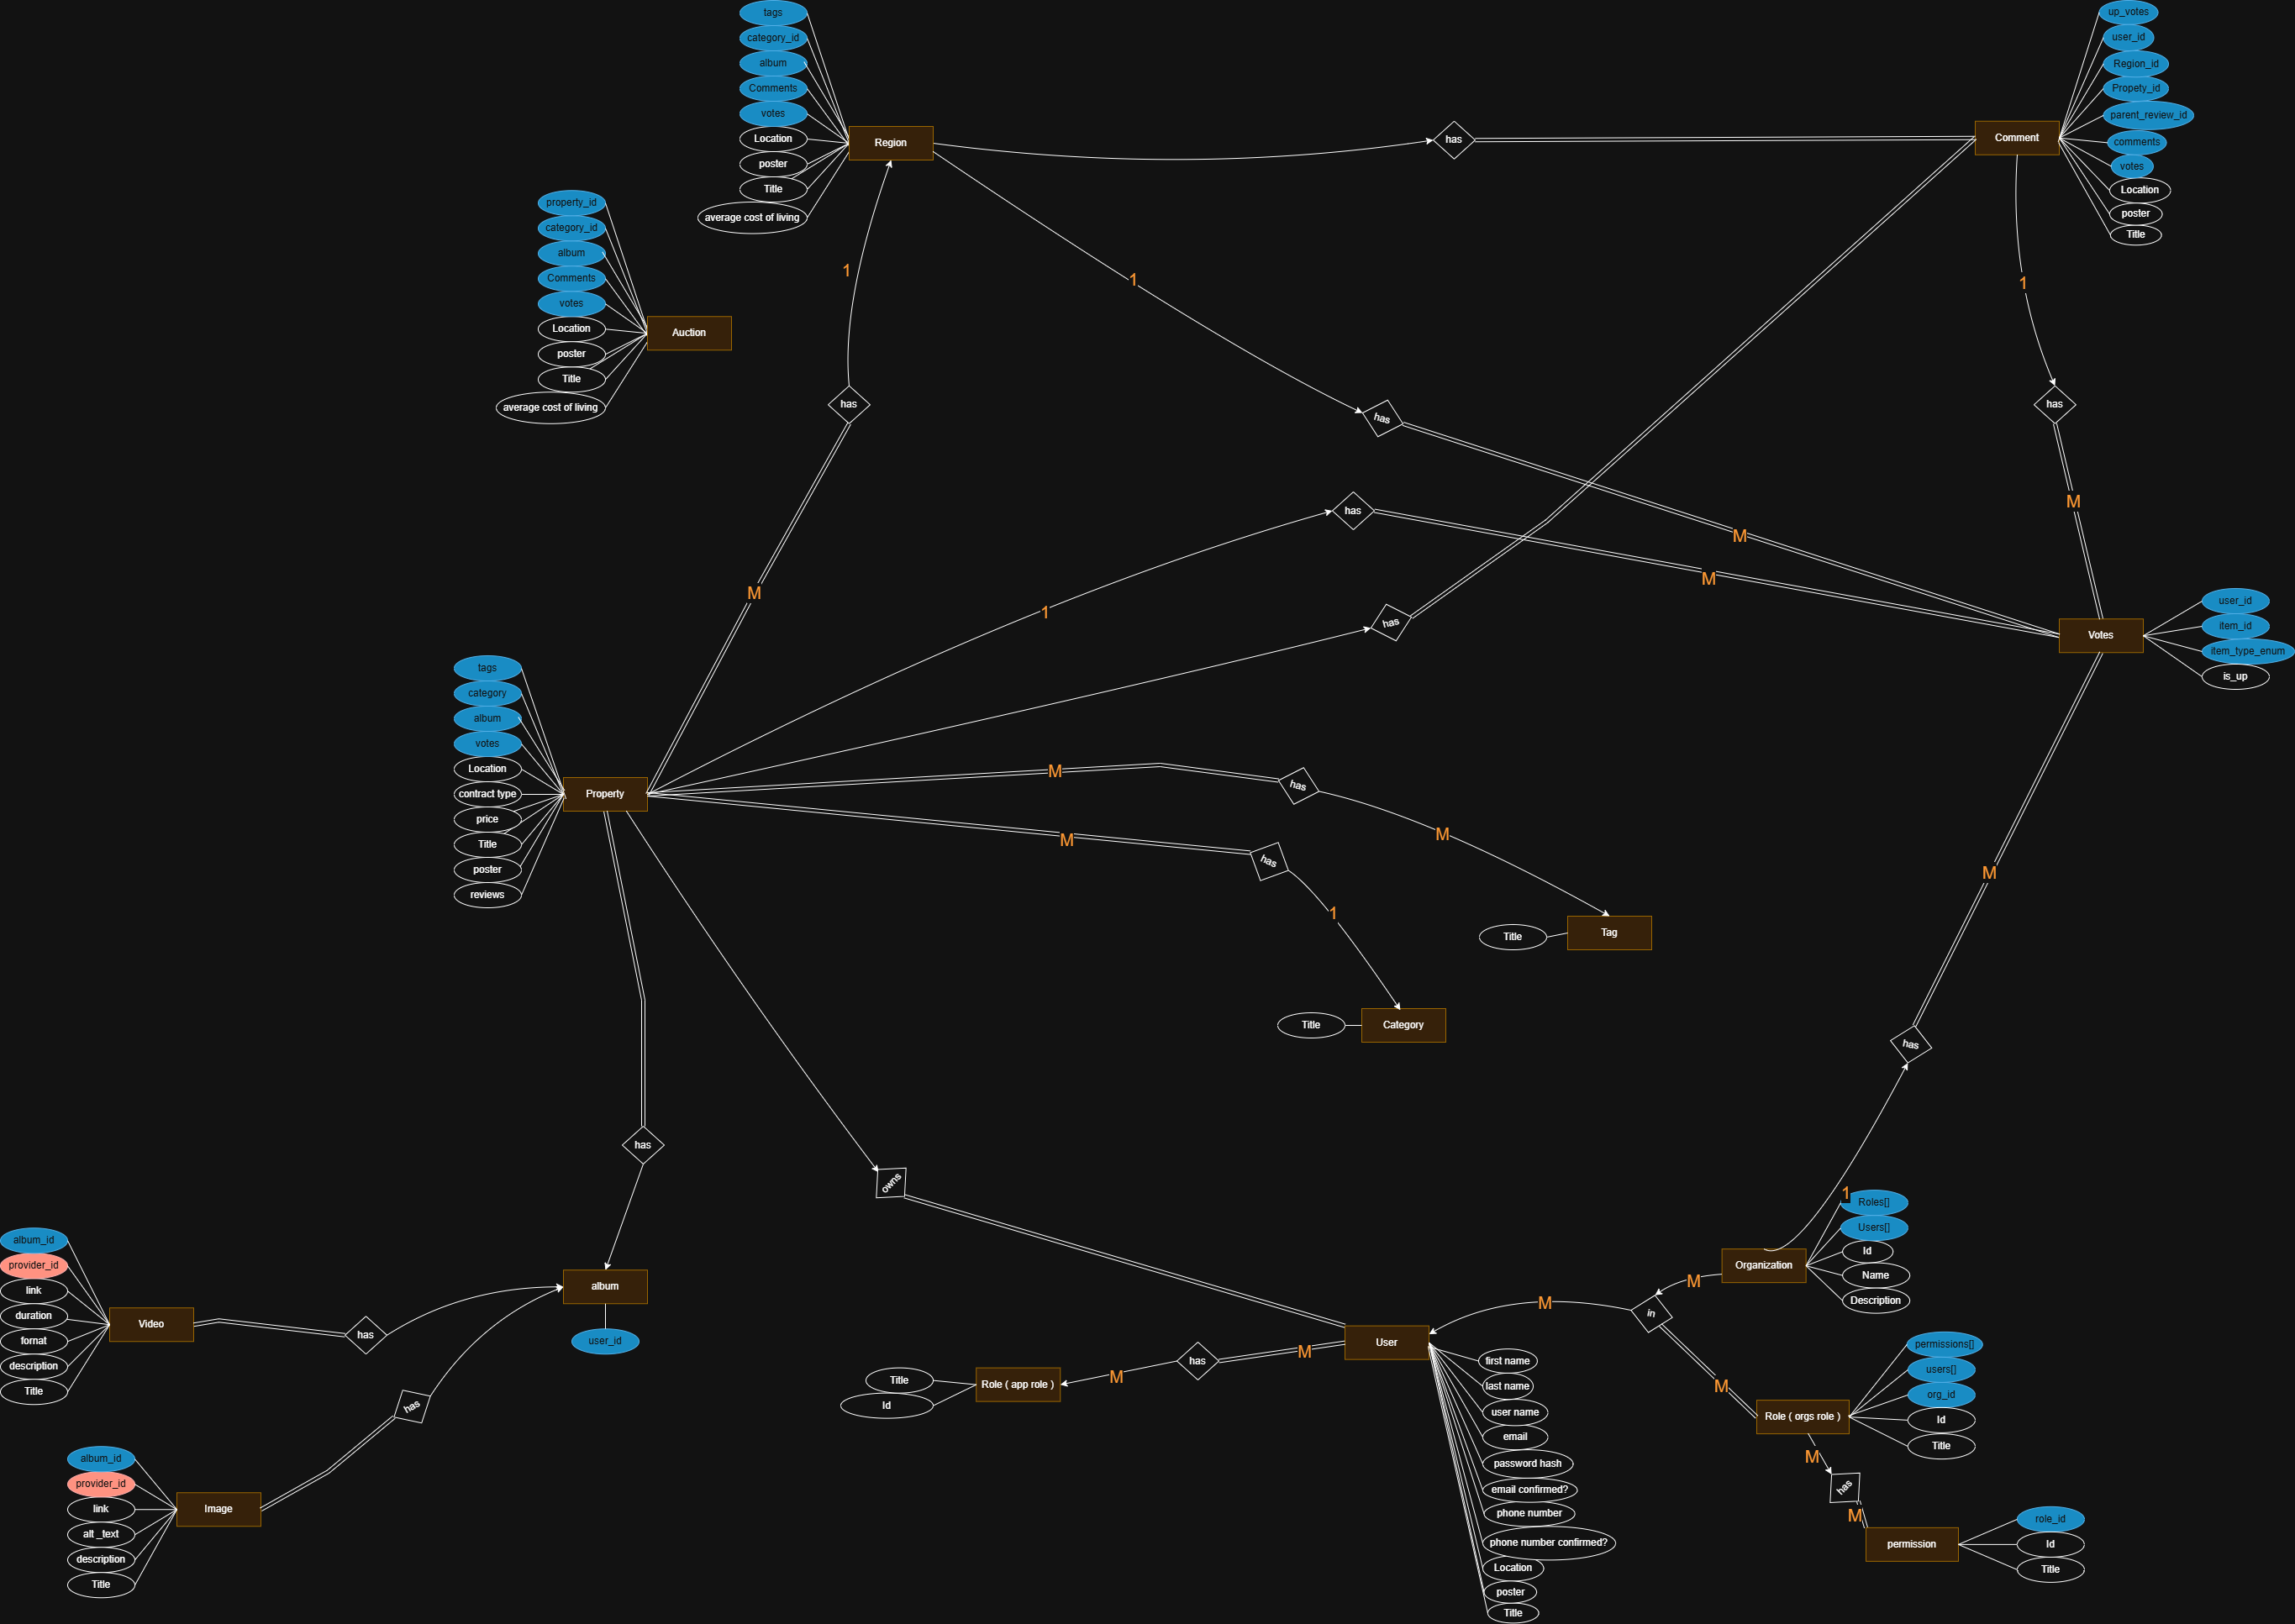 tags
category_id
album
Comments
votes
Location
poster
Title
average cost of living
Region
has
up_votes
user_id
Region_id
Propety_id
parent_review_id
comments
votes
Location
poster
Title
Comment
property_id
category_id
album
Comments
votes
Location
poster
Title
average cost of living
Auction
1
1
1
has
has
has
has
M
M
M
1
has
M
user_id
item_id
item_type_enum
is_up
Votes
tags
category
album
votes
Location
contract type
price
Title
poster
reviews
Property
M
has
M
M
has
1
Title
Tag
Title
Category
M
has
has
owns
1
Roles[]
Users[]
Id
Name
Description
Organization
M
in
M
album_id
provider_id
link
duration
fornat
description
Title
Video
has
album
user_id
User
M
has
M
Role ( app role )
Title
Id
first name
last name
user name
email
password hash
email confirmed?
phone number
phone number confirmed?
Location
poster
Title
M
permissions[]
users[]
org_id
Id
Title
Role ( orgs role )
M
has
M
has
album_id
provider_id
link
alt _text
description
Title
Image
role_id
Id
Title
permission